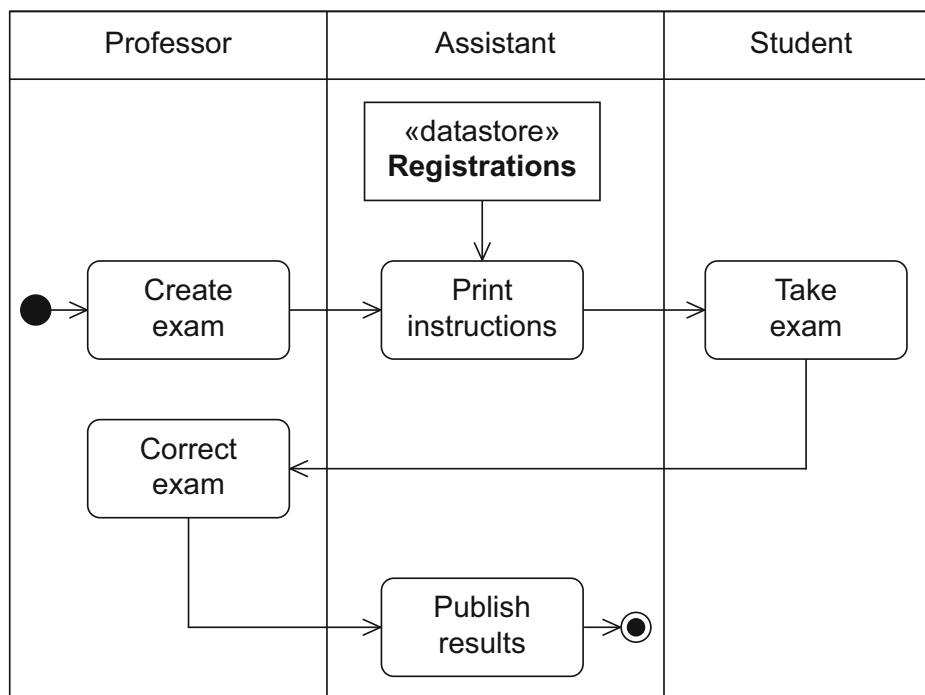 Professor
Assistant
Student
«datastore»
Registrations
Create
exam
Print
instructions
Take
exam
Correct
exam
Publish
results